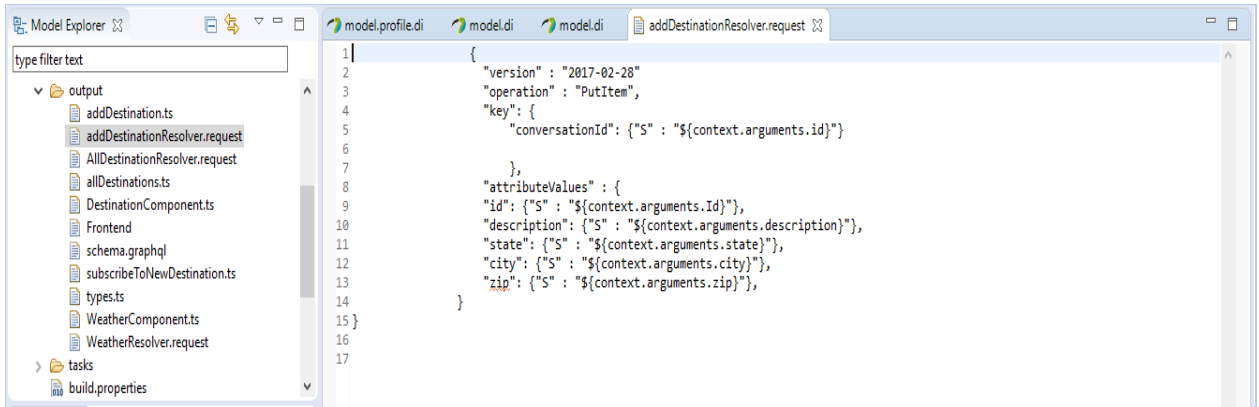 Model Explorer
type filter text
output
addDestination.ts
addDestinationResolver.request
AllDestinationResolver.request
allDestinations.ts
DestinationComponent.ts
Frontend
schema.graphql
subscribeToNewDestination.ts
types.ts
WeatherComponent.ts
WeatherResolver.request
tasks
build.properties
model.profile.di model.di model.di addDestinationResolver.request
1 {
2 "version" : "2017-02-28"
3 "operation" : "PutItem",
4 "key": {
5 "conversationId": {"S" : "${context.arguments.id}"}
6
7 },
8 "attributeValues" : {
9 "id": {"S" : "${context.arguments.Id}"},
10 "description": {"S" : "${context.arguments.description}"},
11 "state": {"S" : "${context.arguments.state}"},
12 "city": {"S" : "${context.arguments.city}"},
13 "zip": {"S" : "${context.arguments.zip}"},
14 }
15 }
16
17